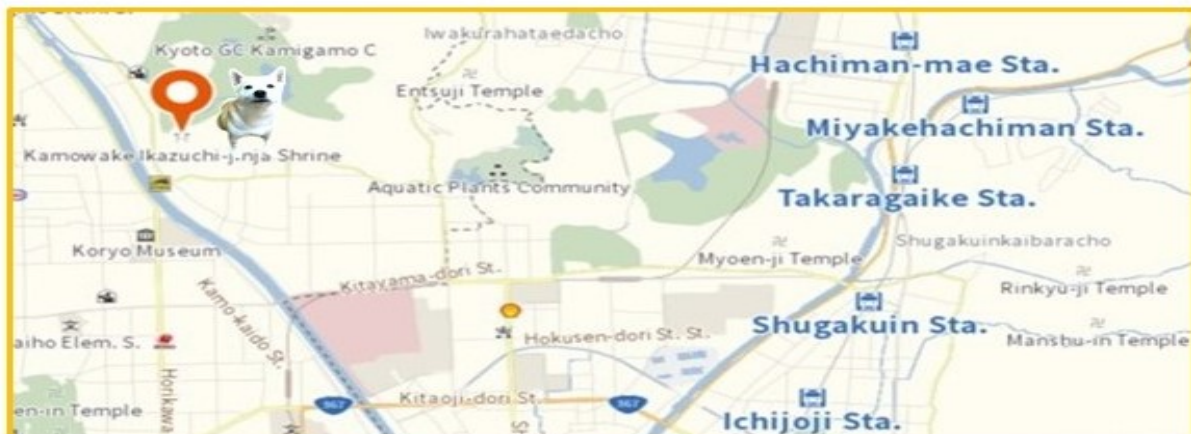 Kyoto GC Kamigamo C
Iwakurahataedacho
Hachiman-mae Sta.
Entsuji Temple
Miyakehachiman Sta.
Kamowake Ikazuchi-jinja Shrine
Aquatic Plants Community
Takaragaike Sta.
Koryo Museum
Shugakuinkaibaracho
Myoen-ji Temple
Kitayama-dori St.
Rinkyu-ji Temple
Kamo-kaido St.
Shugakuin Sta.
Hokusen-dori St. St.
Manshu-in Temple
aiho Elem. S.
Horikawa
Kitaoji-dori St.
367
367
en-in Temple
Ichijoji Sta.